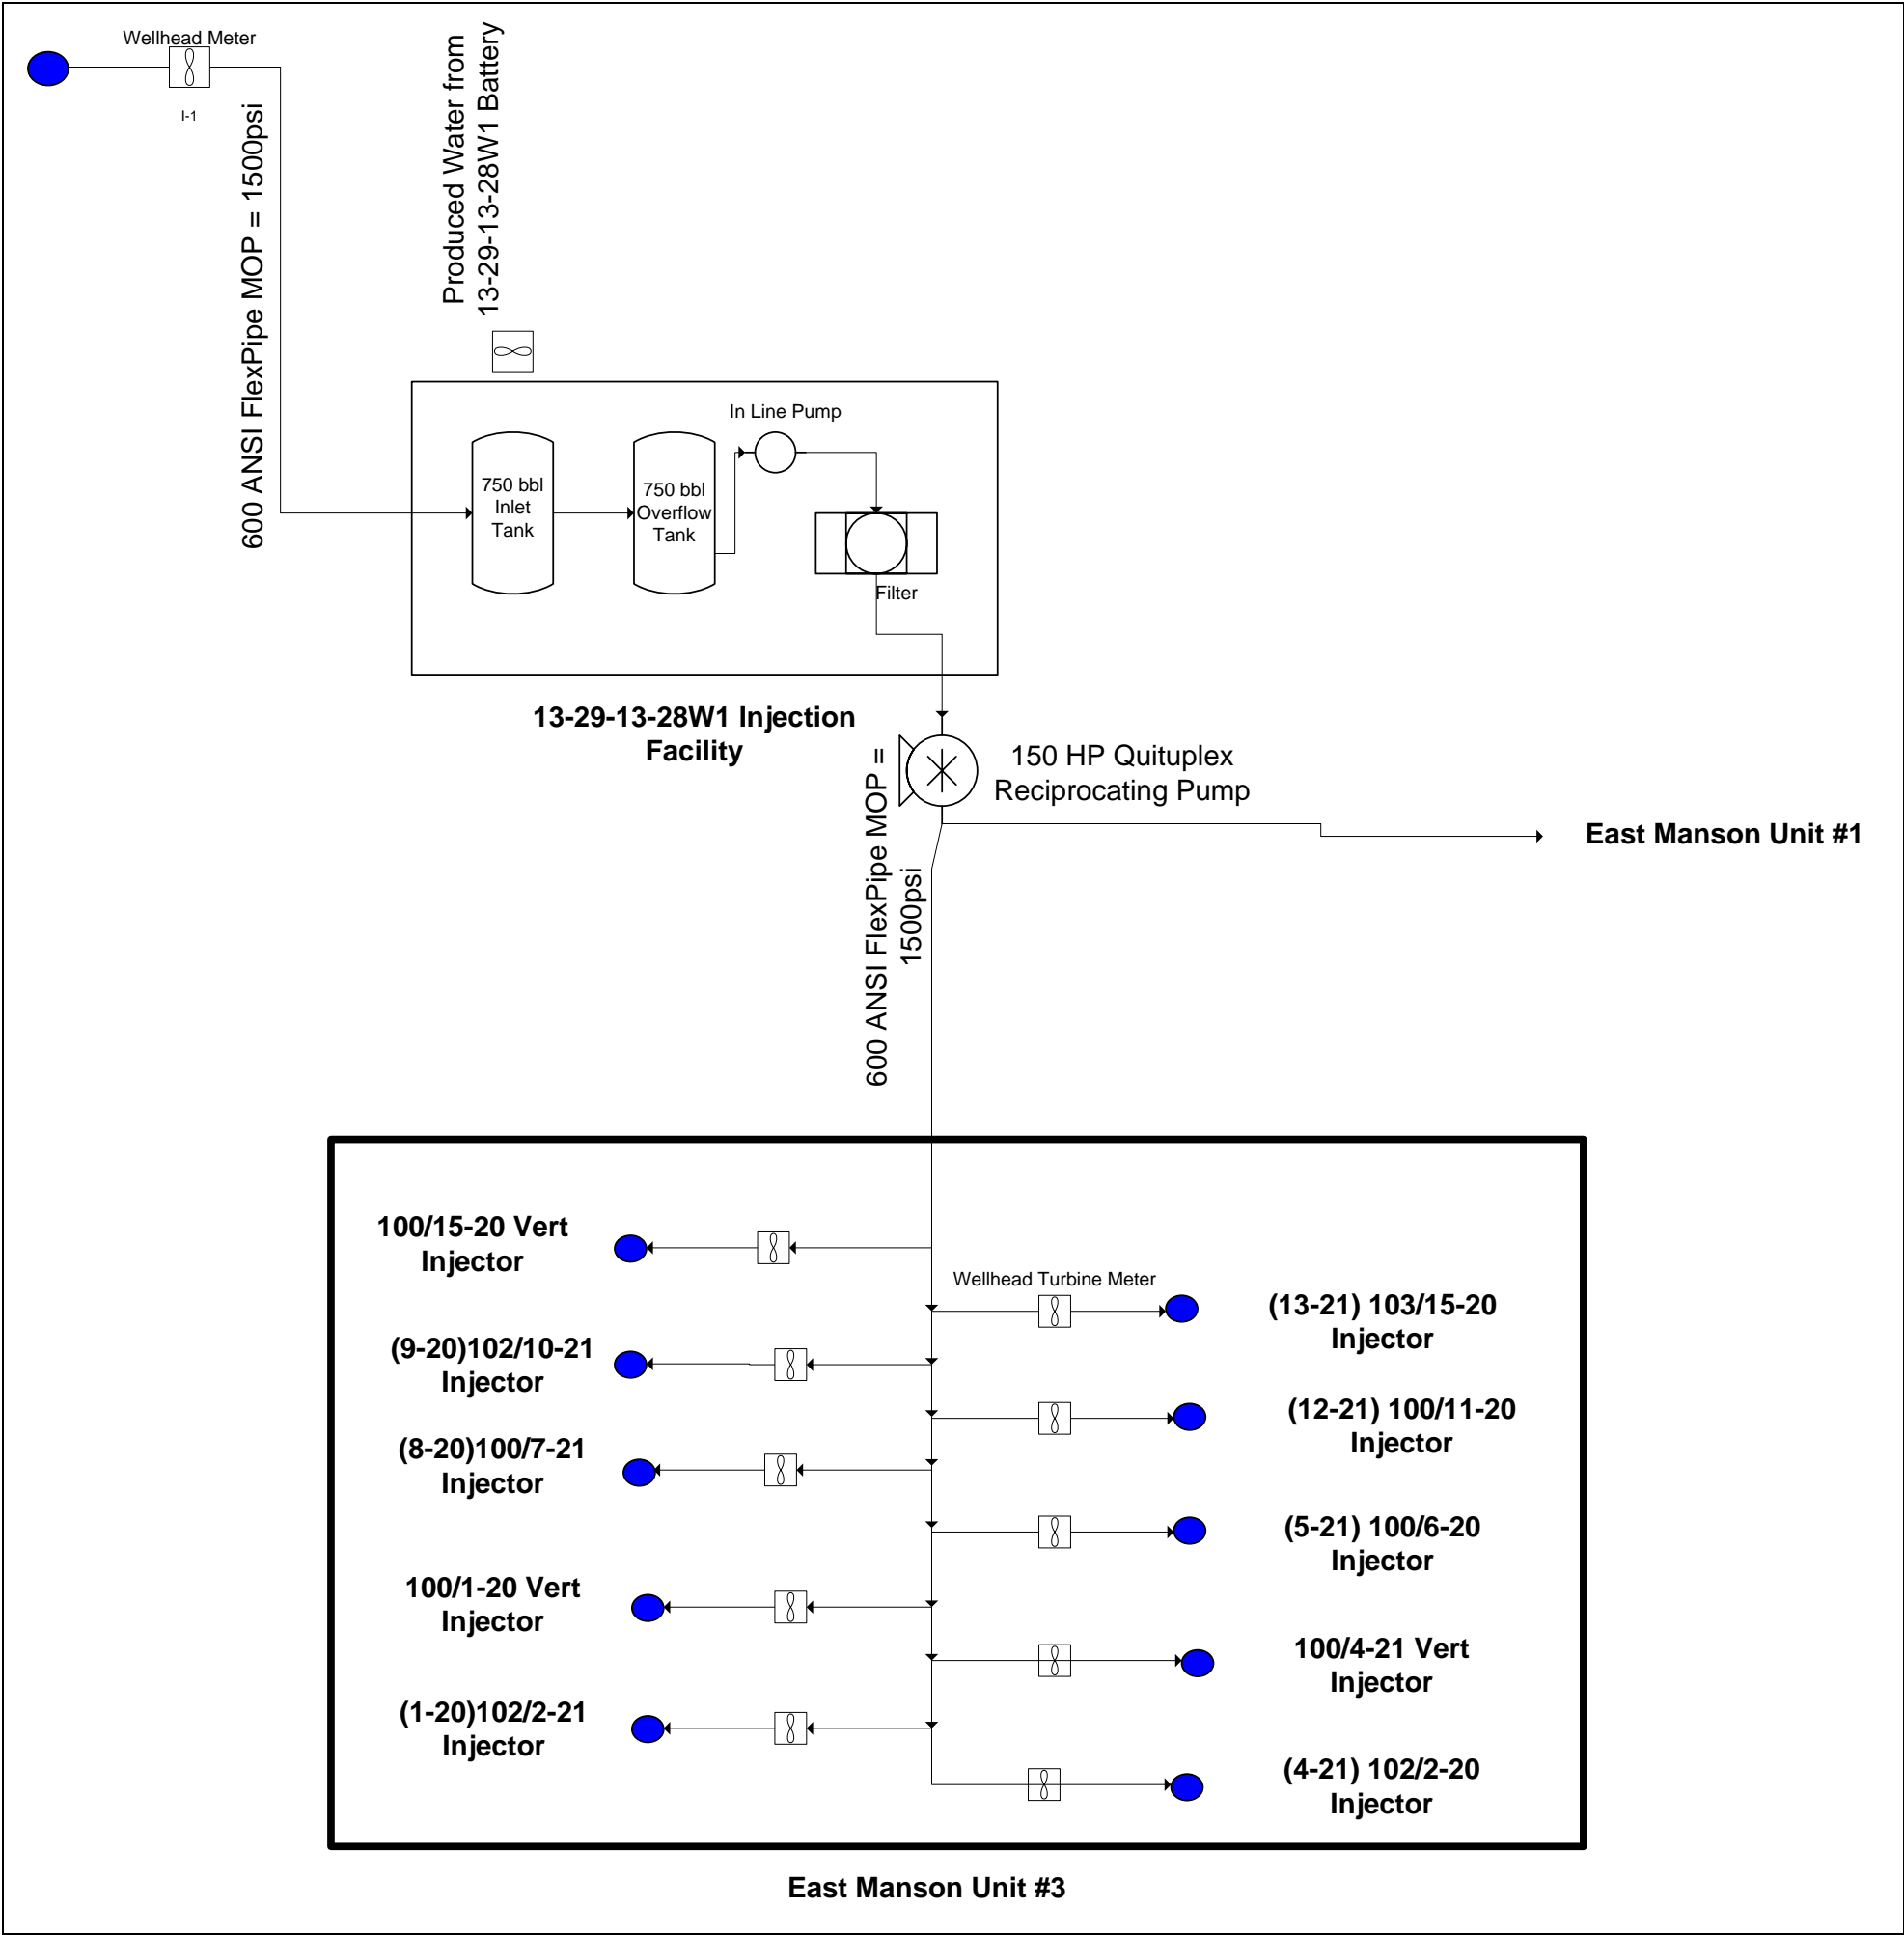 Wellhead Meter
I-1
600 ANSI FlexPipe MOP = 1500psi
Produced Water from
13-29-13-28W1 Battery
In Line Pump
750 bbl
Inlet
Tank
750 bbl
Overflow
Tank
Filter
13-29-13-28W1 Injection
Facility
150 HP Quituplex
Reciprocating Pump
600 ANSI FlexPipe MOP =
1500psi
East Manson Unit #1
100/15-20 Vert
Injector
Wellhead Turbine Meter
(13-21) 103/15-20
Injector
(9-20)102/10-21
Injector
(12-21) 100/11-20
Injector
(8-20)100/7-21
Injector
(5-21) 100/6-20
Injector
100/1-20 Vert
Injector
100/4-21 Vert
Injector
(1-20)102/2-21
Injector
(4-21) 102/2-20
Injector
East Manson Unit #3